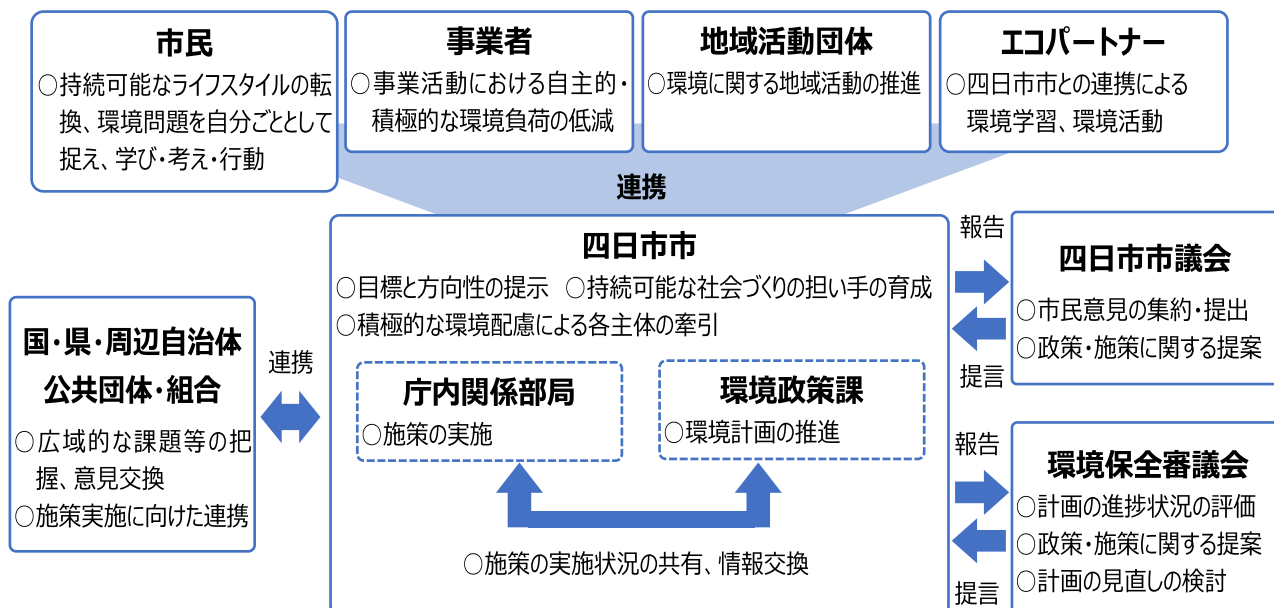 市民
○持続可能なライフスタイルの転
換、環境問題を自分ごととして
捉え、学び・考え・行動
事業者
○事業活動における自主的・
積極的な環境負荷の低減
地域活動団体
○環境に関する地域活動の推進
エコパートナー
○四日市市との連携による
環境学習、環境活動
連携
四日市市
○目標と方向性の提示 ○持続可能な社会づくりの担い手の育成
○積極的な環境配慮による各主体の牽引
庁内関係部局
○施策の実施
環境政策課
○環境計画の推進
○施策の実施状況の共有、情報交換
国・県・周辺自治体
公共団体・組合
○広域的な課題等の把
握、意見交換
○施策実施に向けた連携
連携
報告
提言
四日市市議会
○市民意見の集約・提出
○政策・施策に関する提案
報告
提言
環境保全審議会
○計画の進捗状況の評価
○政策・施策に関する提案
○計画の見直しの検討